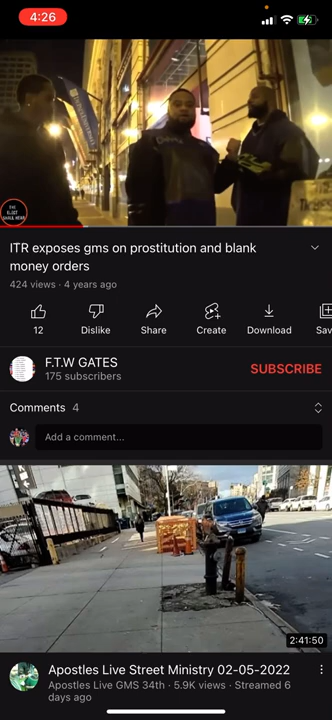 4:26
THE
ELECT
ITR exposes gms on prostitution and blank
money orders
424 views · 4 years ago
12
Dislike
Share
Create
Download
Sav
F.T.W GATES
175 subscribers
SUBSCRIBE
Comments 4
Add a comment...
2:41:50
Apostles Live Street Ministry 02-05-2022
Apostles Live GMS 34th · 5.9K views · Streamed 6
days ago